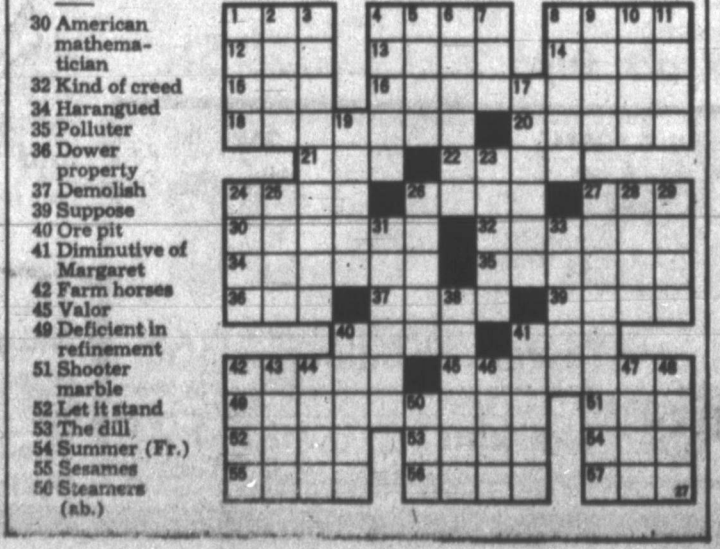 30 American
mathema-
tician
32 Kind of creed
34 Harangued
35 Polluter
36 Dower
property
37 Demolish
39 Suppose
40 Ore pit
41 Diminutive of
Margaret
42 Farm horses
45 Valor
49 Deficient in
refinement
51 Shooter
marble
52 Let it stand
53 The dill
54 Summer (Fr.)
55 Sesames
56 Steamers
(ab.)
1 2 3 4 5 6 7 8 9 10 11
12 13 14
15 16 17
18 19 20
21 22 23
24 25 26 27 28 29
30 31 32 33
34 35
36 37 38 39
40 41
42 43 44 45 46 47 48
49 50 51
52 53 54
55 56 57
27